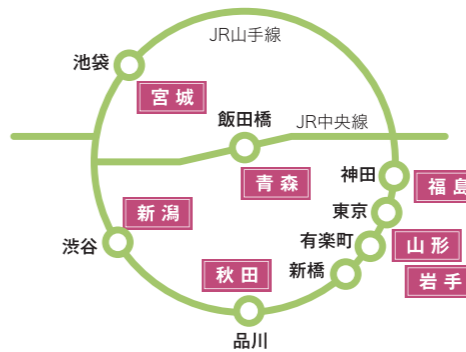 JR山手線
池袋
宮城
飯田橋
JR中央線
青森
神田
福島
東京
新潟
渋谷
有楽町
山形
秋田
新橋
岩手
品川